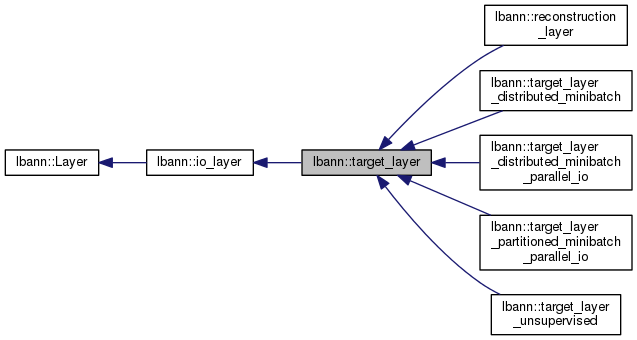 lbann::reconstruction
_layer
lbann::target_layer
_distributed_minibatch
lbann::Layer
lbann::io_layer
lbann::target_layer
lbann::target_layer
_distributed_minibatch
_parallel_io
lbann::target_layer
_partitioned_minibatch
_parallel_io
lbann::target_layer
_unsupervised